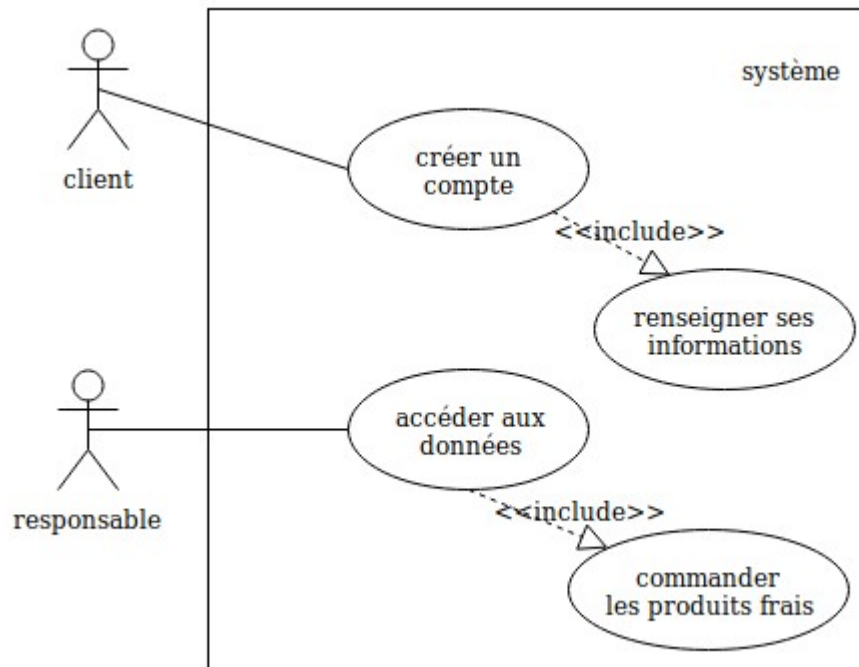 système
créer un
compte
client
<<include>>
renseigner ses
informations
accéder aux
données
responsable
<<include>>
commander
les produits frais